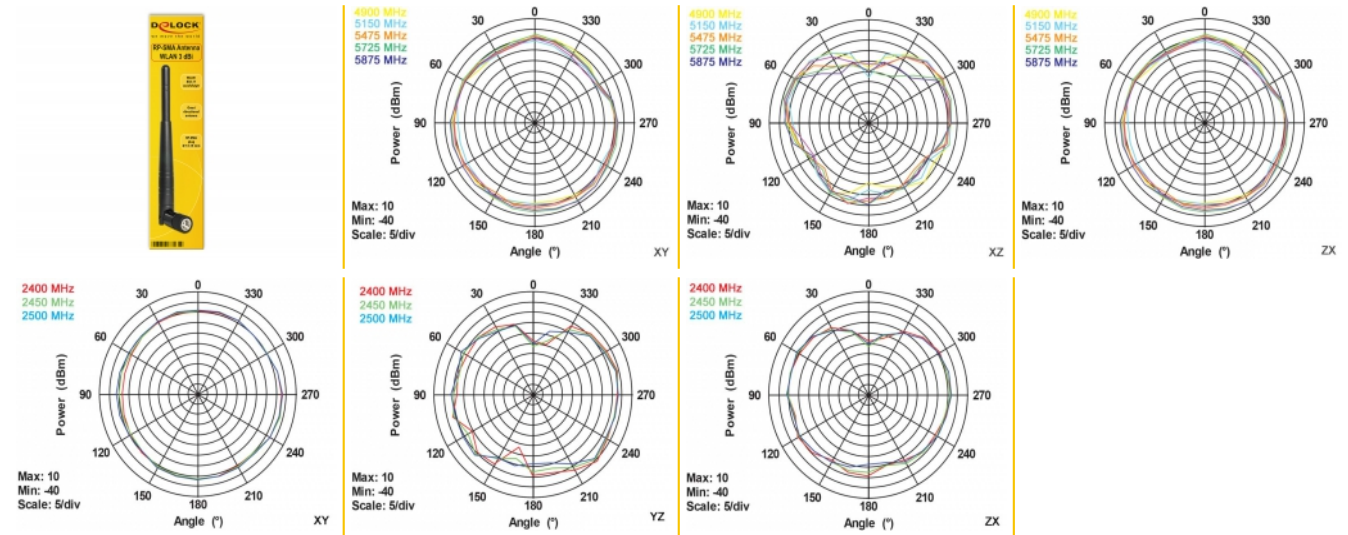 DELOCK
RP-SMA Antenna
WLAN 3 dBi
4900 MHz
5150 MHz
5475 MHz
5725 MHz
5875 MHz
0
30
330
60
300
90
270
120
240
150
210
180
Power (dBm)
Max: 10
Min: -40
Scale: 5/div
Angle (°)
XY
4900 MHz
5150 MHz
5475 MHz
5725 MHz
5875 MHz
0
30
330
60
300
90
270
120
240
150
210
180
Power (dBm)
Max: 10
Min: -40
Scale: 5/div
Angle (°)
XZ
4900 MHz
5150 MHz
5475 MHz
5725 MHz
5875 MHz
0
30
330
60
300
90
270
120
240
150
210
180
Power (dBm)
Max: 10
Min: -40
Scale: 5/div
Angle (°)
ZX
2400 MHz
2450 MHz
2500 MHz
0
30
330
60
300
90
270
120
240
150
210
180
Power (dBm)
Max: 10
Min: -40
Scale: 5/div
Angle (°)
XY
2400 MHz
2450 MHz
2500 MHz
0
30
330
60
300
90
270
120
240
150
210
180
Power (dBm)
Max: 10
Min: -40
Scale: 5/div
Angle (°)
YZ
2400 MHz
2450 MHz
2500 MHz
0
30
330
60
300
90
270
120
240
150
210
180
Power (dBm)
Max: 10
Min: -40
Scale: 5/div
Angle (°)
ZX